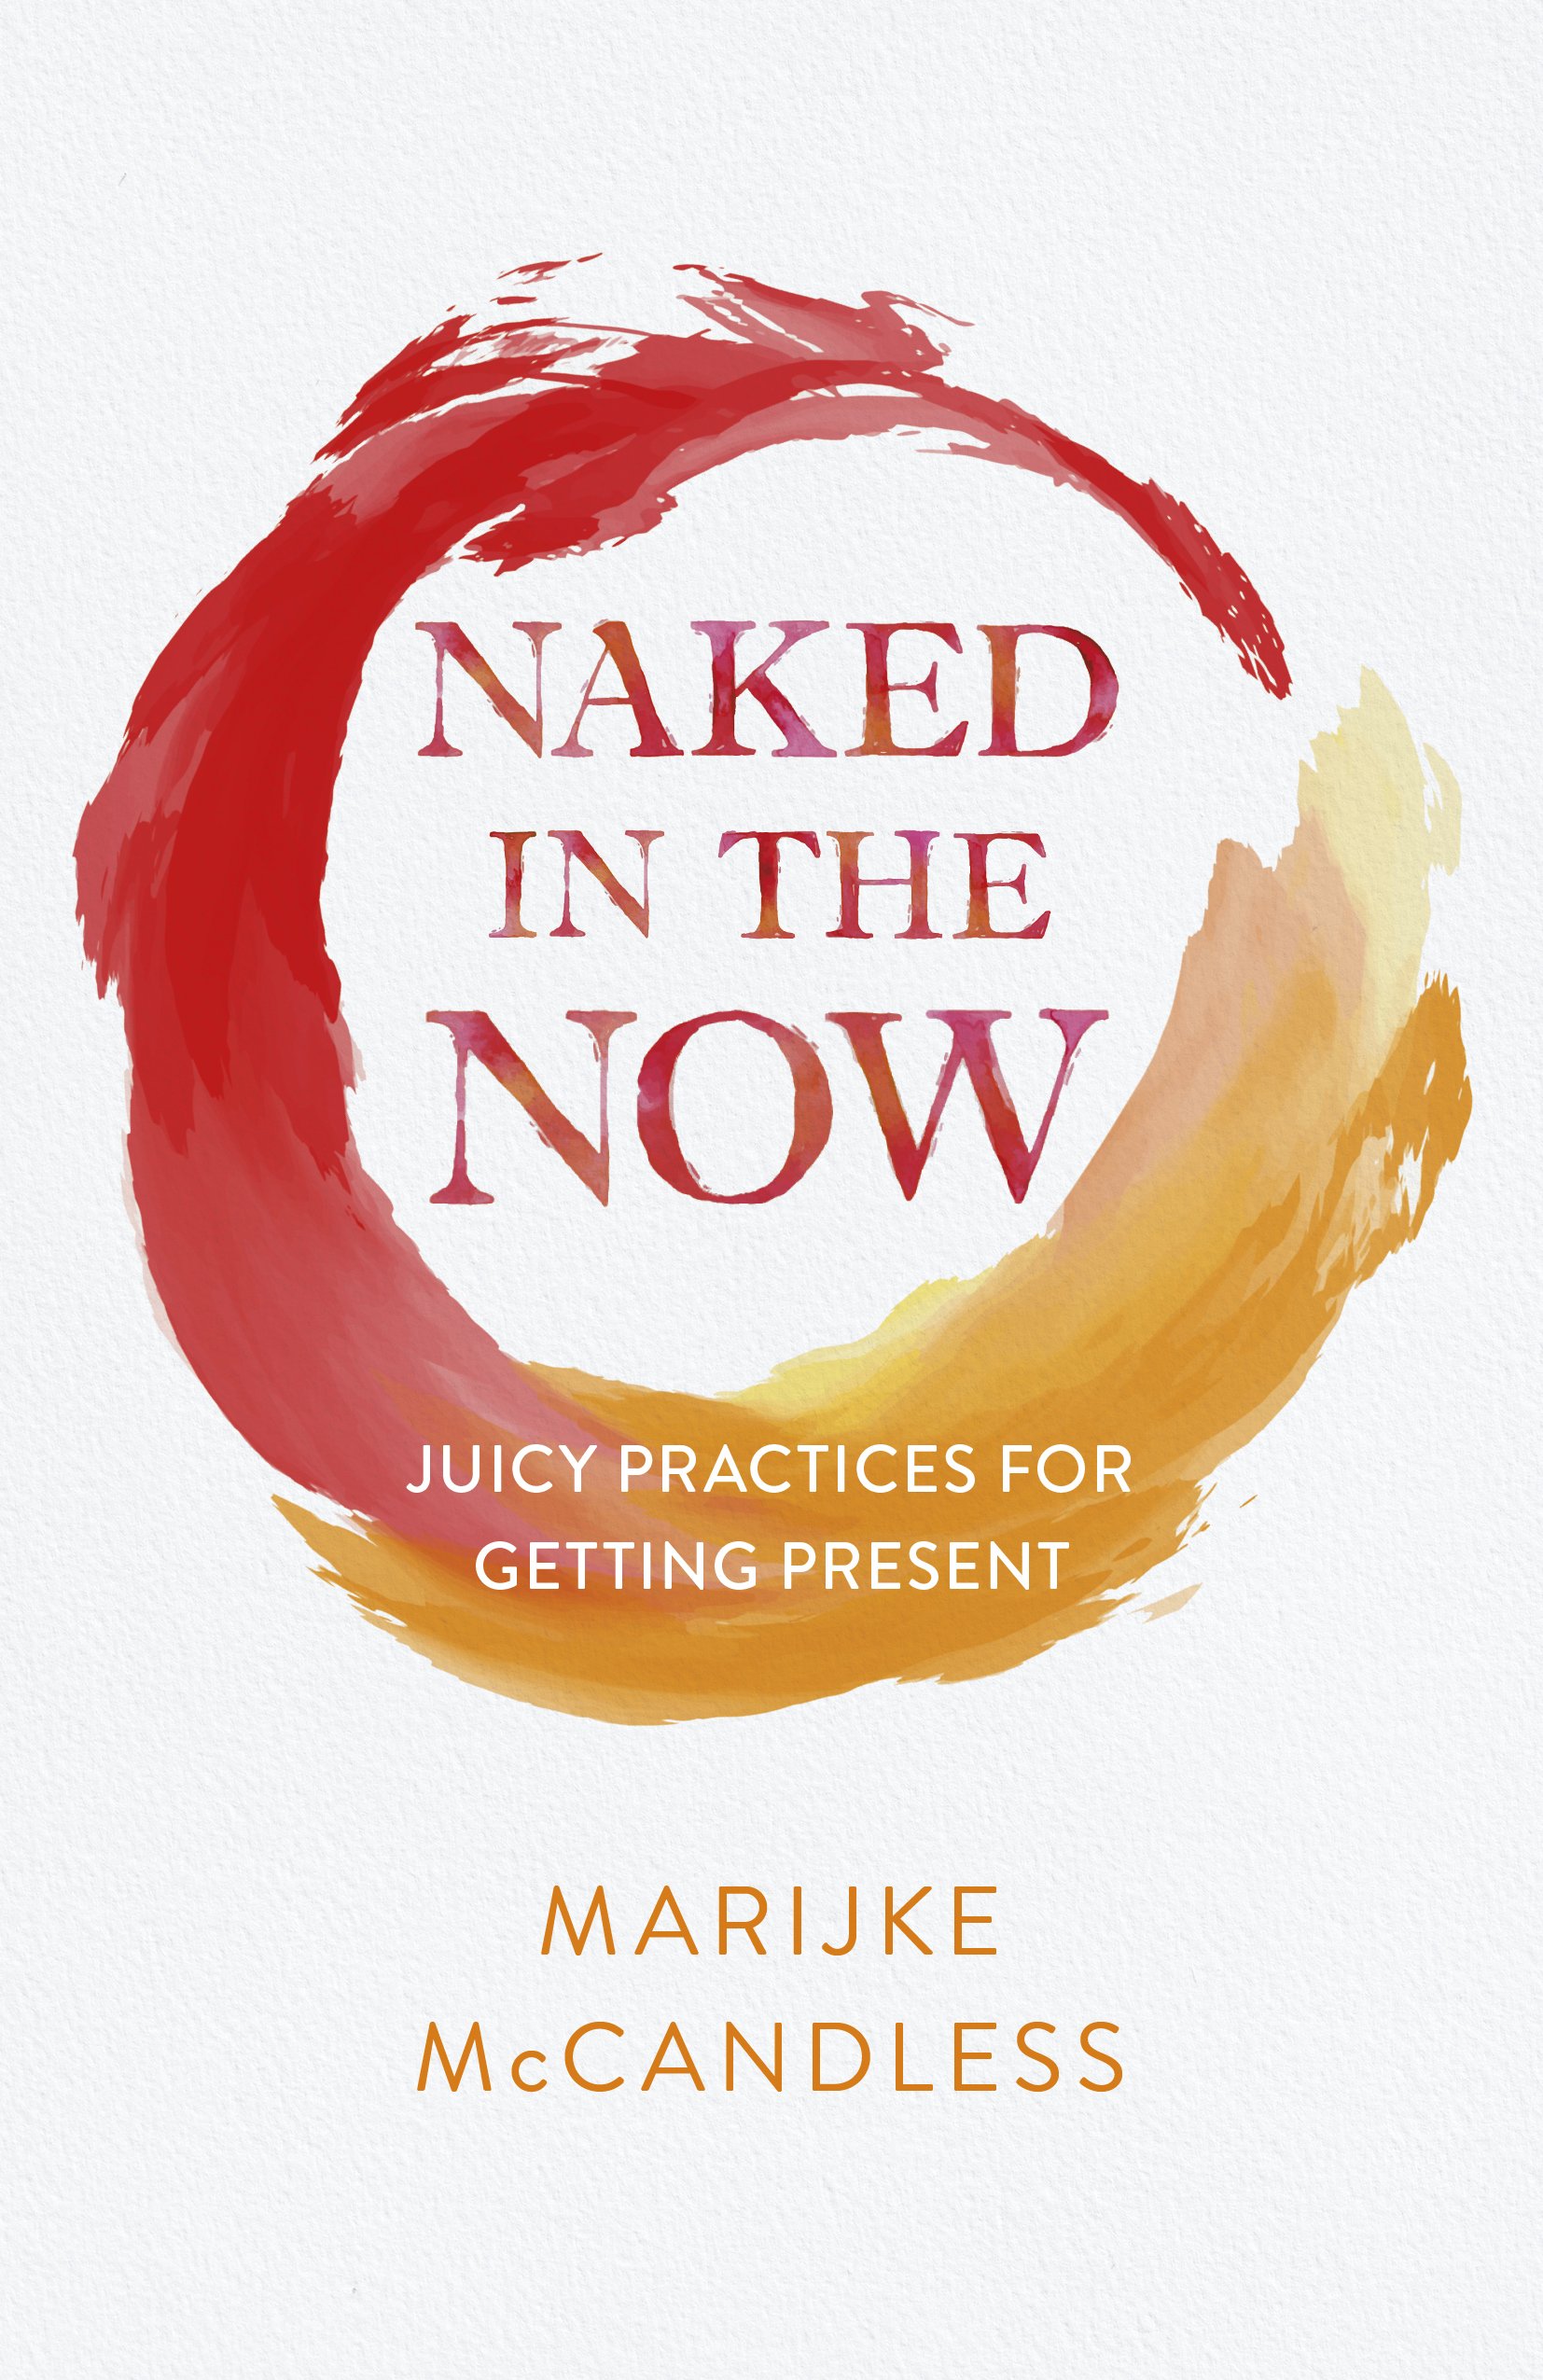 NAKED
IN THE
NOW
JUICY PRACTICES FOR
GETTING PRESENT
MARIJKE
McCANDLESS